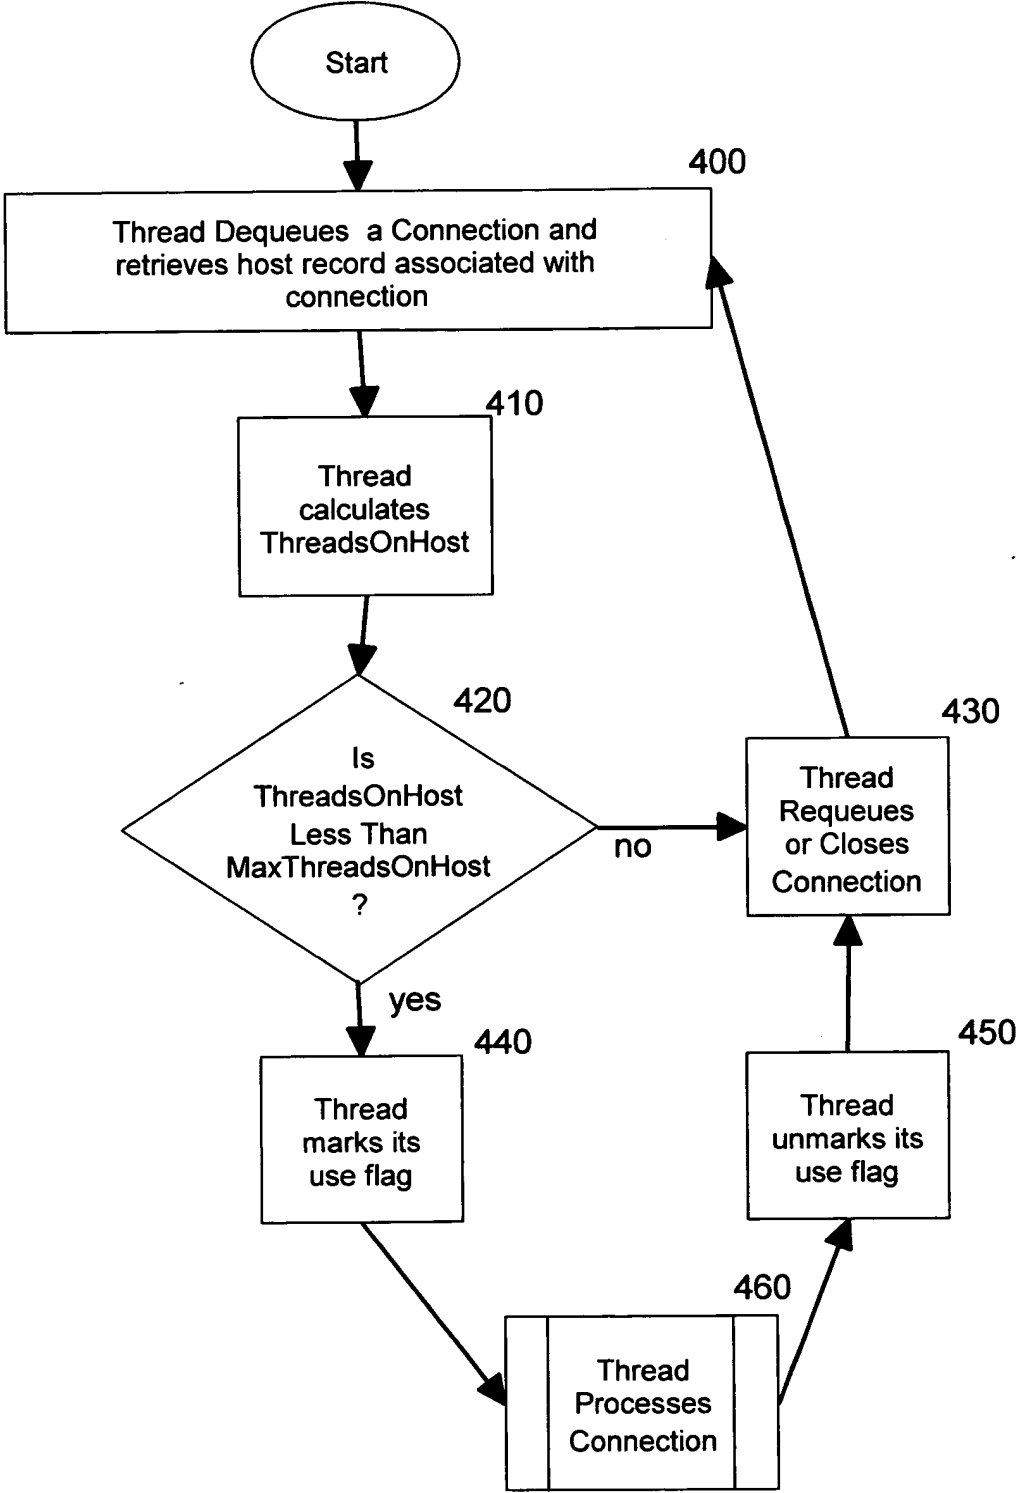 Start
400
Thread Dequeues a Connection and
retrieves host record associated with
connection
410
Thread
calculates
ThreadsOnHost
420
Is
ThreadsOnHost
Less Than
MaxThreadsOnHost
?
no
430
Thread
Requeues
or Closes
Connection
yes
440
Thread
marks its
use flag
450
Thread
unmarks its
use flag
460
Thread
Processes
Connection